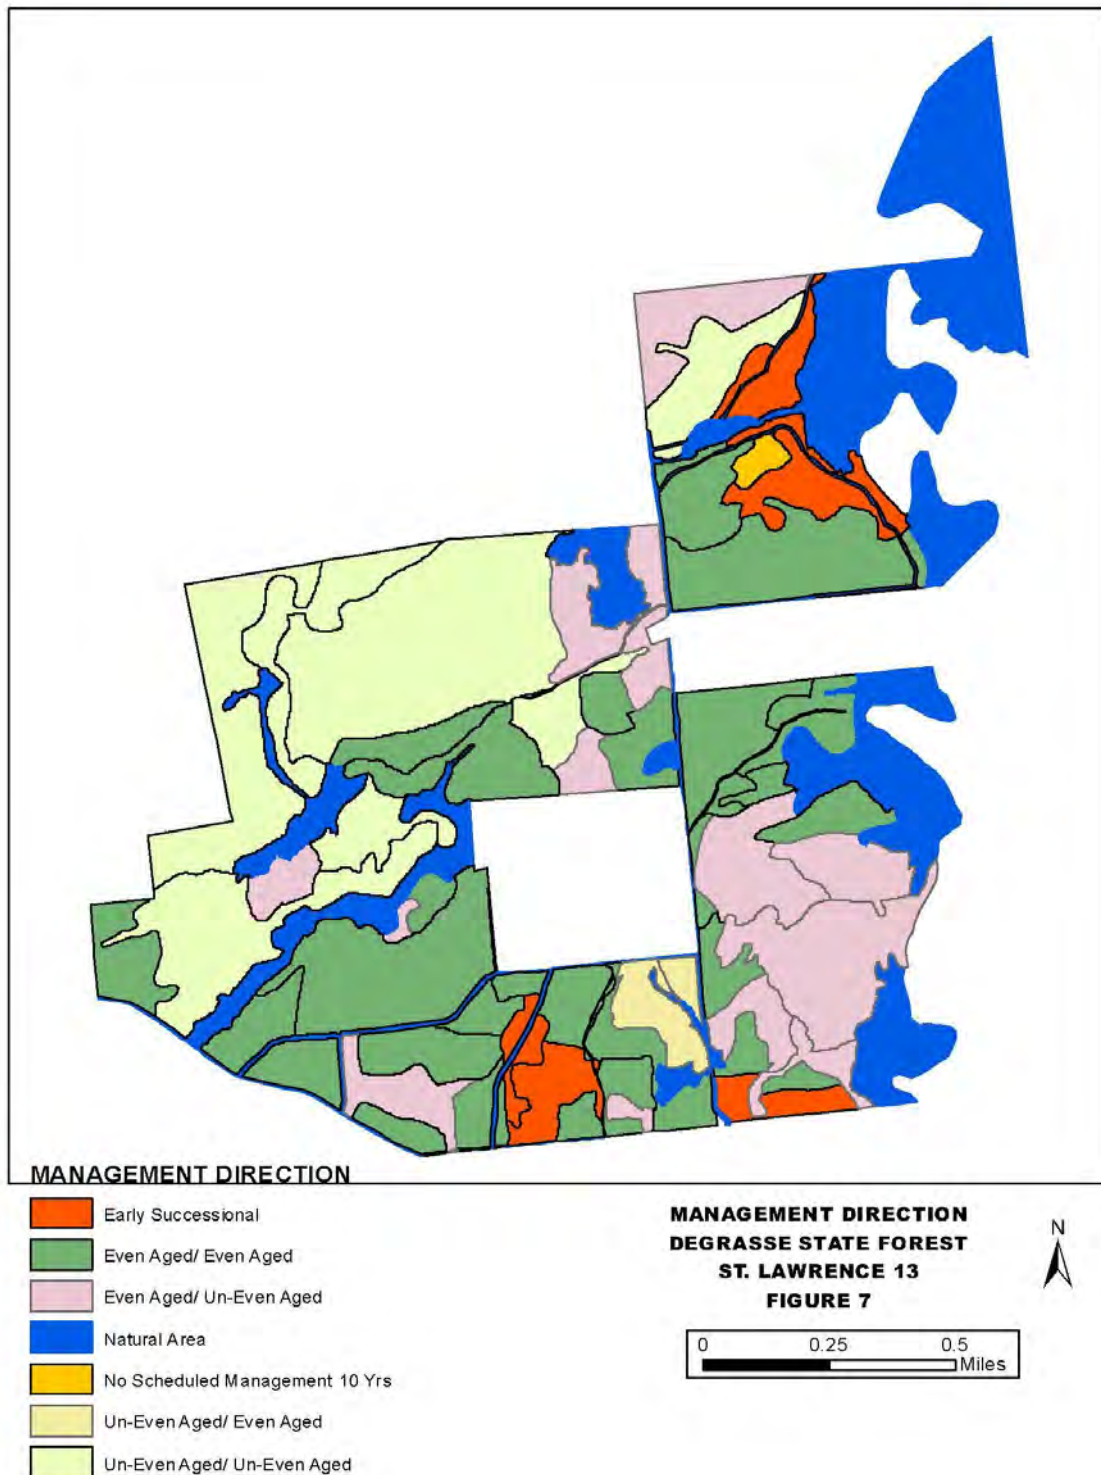 MANAGEMENT DIRECTION
Early Successional
Even Aged/ Even Aged
Even Aged/ Un-Even Aged
Natural Area
No Scheduled Management 10 Yrs
Un-Even Aged/ Even Aged
Un-Even Aged/ Un-Even Aged
MANAGEMENT DIRECTION
DEGRASSE STATE FOREST
ST. LAWRENCE 13
FIGURE 7
N
0 0.25 0.5
Miles